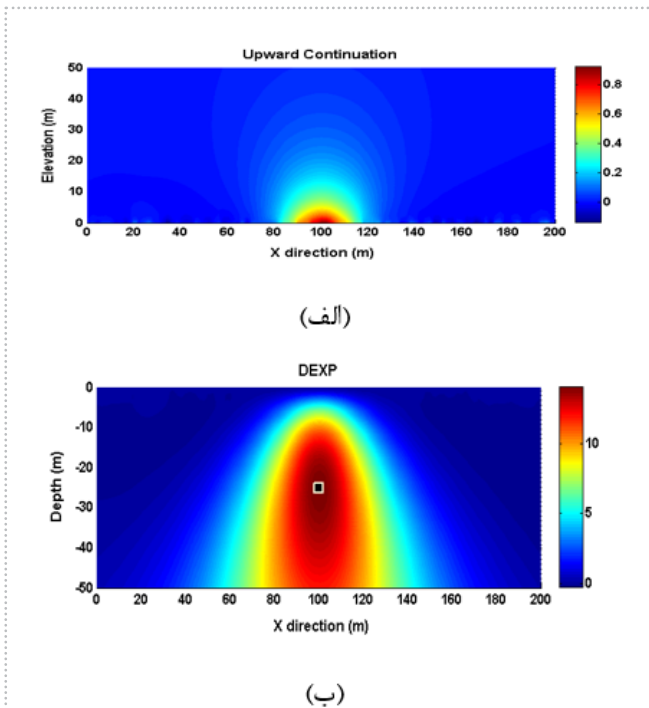 Upward Continuation
50
40
30
20
10
0
Elevation (m)
0 20 40 60 80 100 120 140 160 180 200
X direction (m)
0.8
0.6
0.4
0.2
0
(الف)
DEXP
0
-10
-20
-30
-40
-50
Depth (m)
0 20 40 60 80 100 120 140 160 180 200
X direction (m)
10
5
0
(ب)